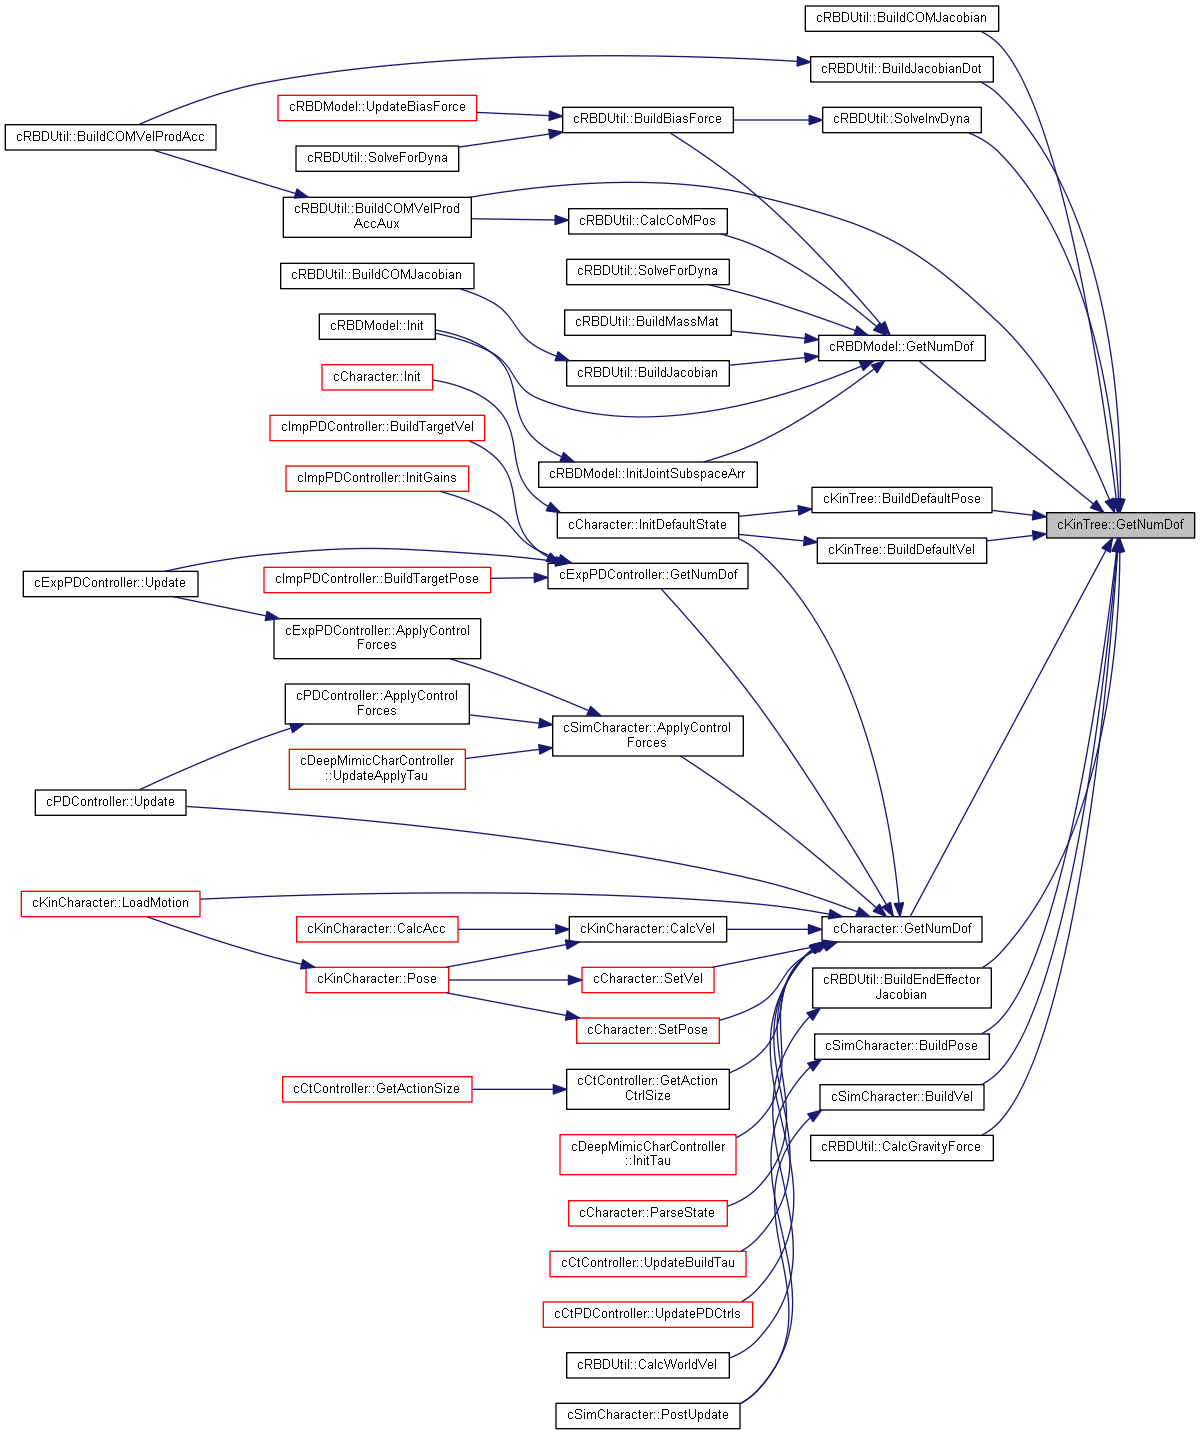 cRBDUtil::BuildCOMJacobian
cRBDUtil::BuildJacobianDot
cRBDModel::UpdateBiasForce
cRBDUtil::BuildBiasForce
cRBDUtil::SolveInvDyna
cRBDUtil::BuildCOMVelProdAcc
cRBDUtil::SolveForDyna
cRBDUtil::BuildCOMVelProd
AccAux
cRBDUtil::CalcCoMPos
cRBDUtil::BuildCOMJacobian
cRBDUtil::SolveForDyna
cRBDModel::Init
cRBDUtil::BuildMassMat
cRBDModel::GetNumDof
cCharacter::Init
cRBDUtil::BuildJacobian
cImpPDController::BuildTargetVel
cImpPDController::InitGains
cRBDModel::InitJointSubspaceArr
cKinTree::BuildDefaultPose
cCharacter::InitDefaultState
cKinTree::GetNumDof
cKinTree::BuildDefaultVel
cExpPDController::Update
cImpPDController::BuildTargetPose
cExpPDController::GetNumDof
cExpPDController::ApplyControl
Forces
cPDController::ApplyControl
Forces
cSimCharacter::ApplyControl
Forces
cDeepMimicCharController
::UpdateApplyTau
cPDController::Update
cKinCharacter::LoadMotion
cKinCharacter::CalcAcc
cKinCharacter::CalcVel
cCharacter::GetNumDof
cKinCharacter::Pose
cCharacter::SetVel
cRBDUtil::BuildEndEffector
Jacobian
cCharacter::SetPose
cSimCharacter::BuildPose
cCtController::GetActionSize
cCtController::GetAction
CtrlSize
cSimCharacter::BuildVel
cDeepMimicCharController
::InitTau
cRBDUtil::CalcGravityForce
cCharacter::ParseState
cCtController::UpdateBuildTau
cCtPDController::UpdatePDCtrls
cRBDUtil::CalcWorldVel
cSimCharacter::PostUpdate